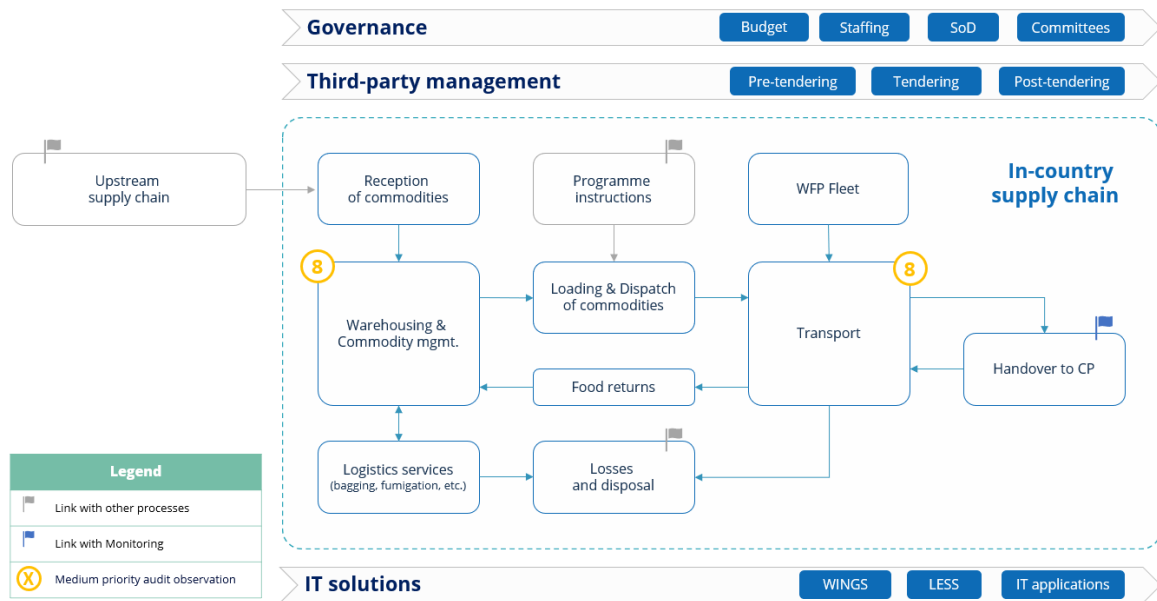 Governance
Budget
Staffing
SoD
Committees
Third-party management
Pre-tendering
Tendering
Post-tendering
Upstream
supply chain
Reception
of commodities
Programme
instructions
WFP Fleet
In-country
supply chain
8
8
Warehousing &
Commodity mgmt.
Loading & Dispatch
of commodities
Transport
Handover to CP
Food returns
Logistics services
(bagging, fumigation, etc.)
Losses
and disposal
Legend
Link with other processes
Link with Monitoring
X
Medium priority audit observation
IT solutions
WINGS
LESS
IT applications